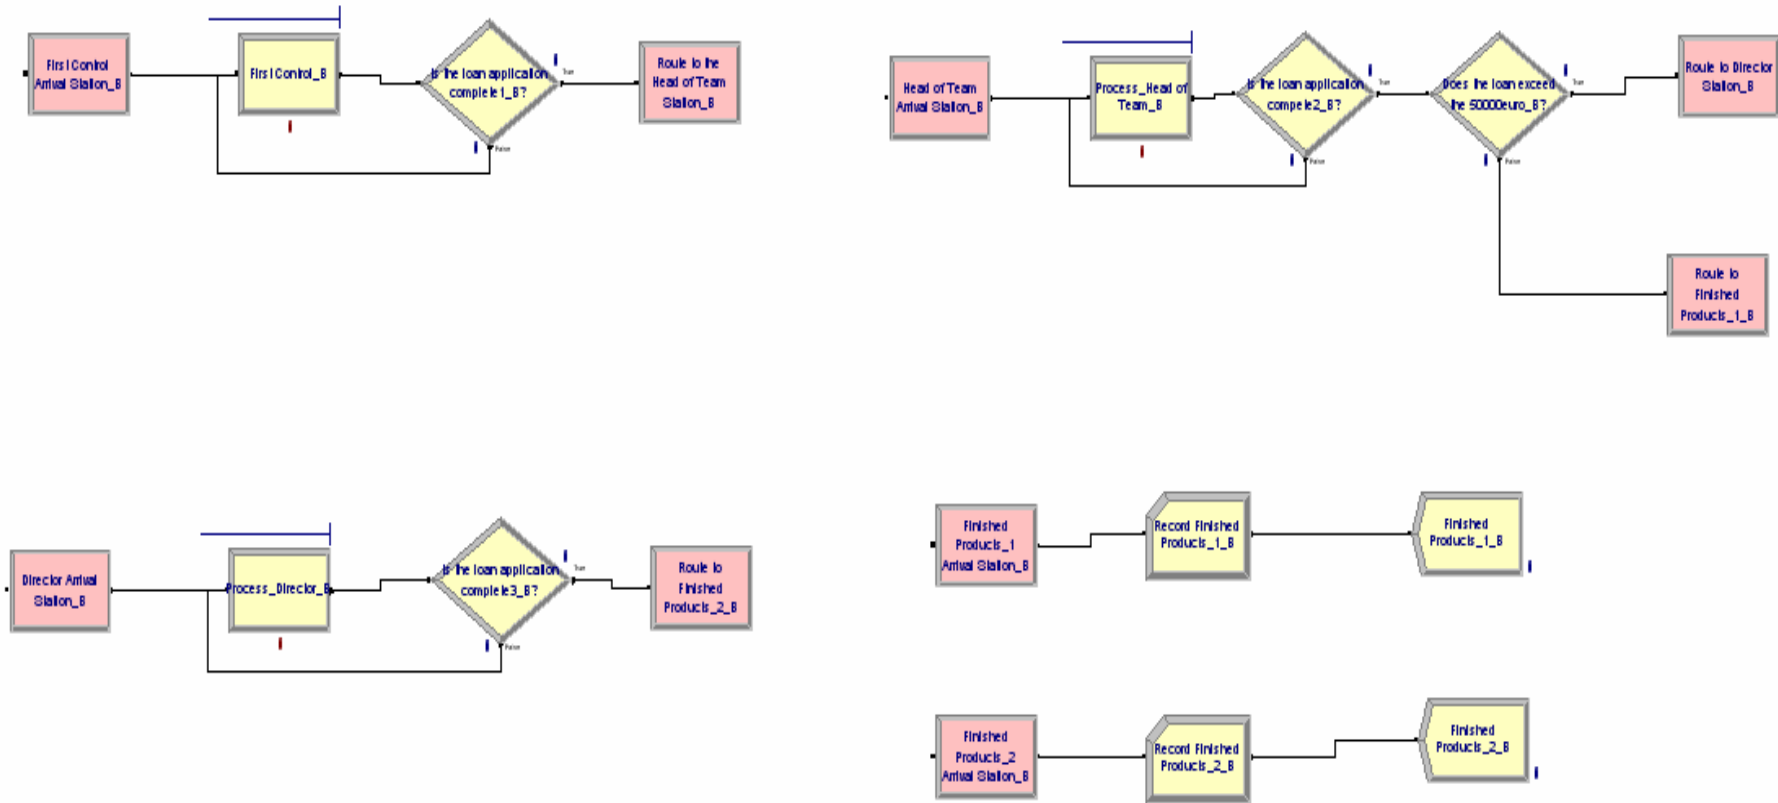 First Control
Arrival Station_B
First Control_B
Is the loan application
complete1_B?
True
False
Route to the
Head of Team
Station_B
Head of Team
Arrival Station_B
Process_Head of
Team_B
Is the loan application
compete2_B?
True
False
Does the loan exceed
the 50000euro_B?
True
False
Route to Director
Station_B
Route to
Finished
Products_1_B
Director Arrival
Station_B
Process_Director_B
Is the loan application
complete3_B?
True
False
Route to
Finished
Products_2_B
Finished
Products_1
Arrival Station_B
Record Finished
Products_1_B
Finished
Products_1_B
Finished
Products_2
Arrival Station_B
Record Finished
Products_2_B
Finished
Products_2_B